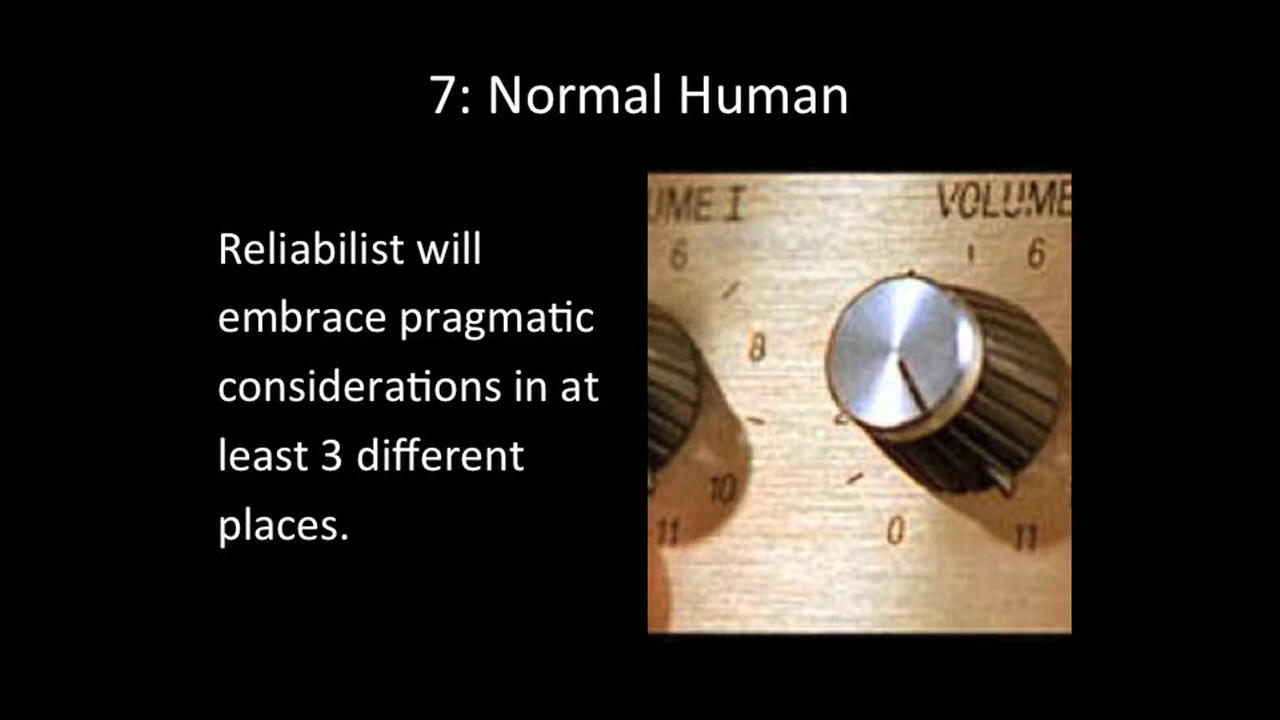 7: Normal Human
Reliabilist will
embrace pragmatic
considerations in at
least 3 different
places.
UME I
VOLUME
6
6
8
10
11
0
11